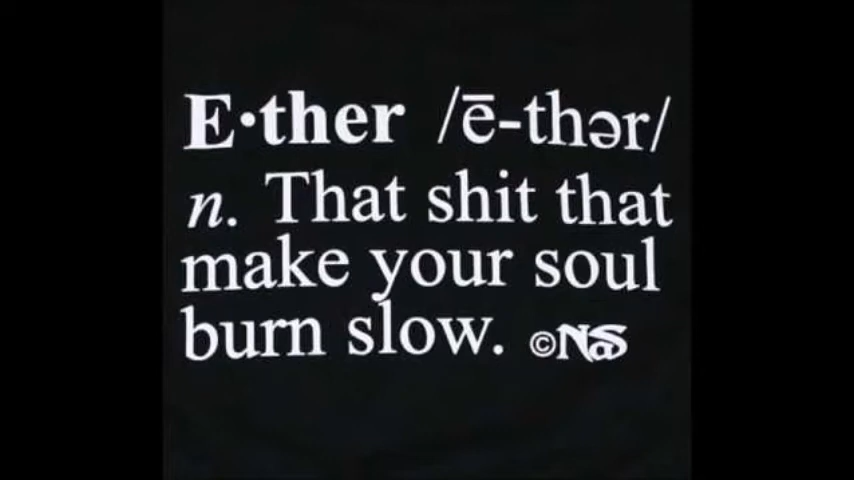 E•ther /ē-thər/
n. That shit that
make your soul
burn slow. ©NaS